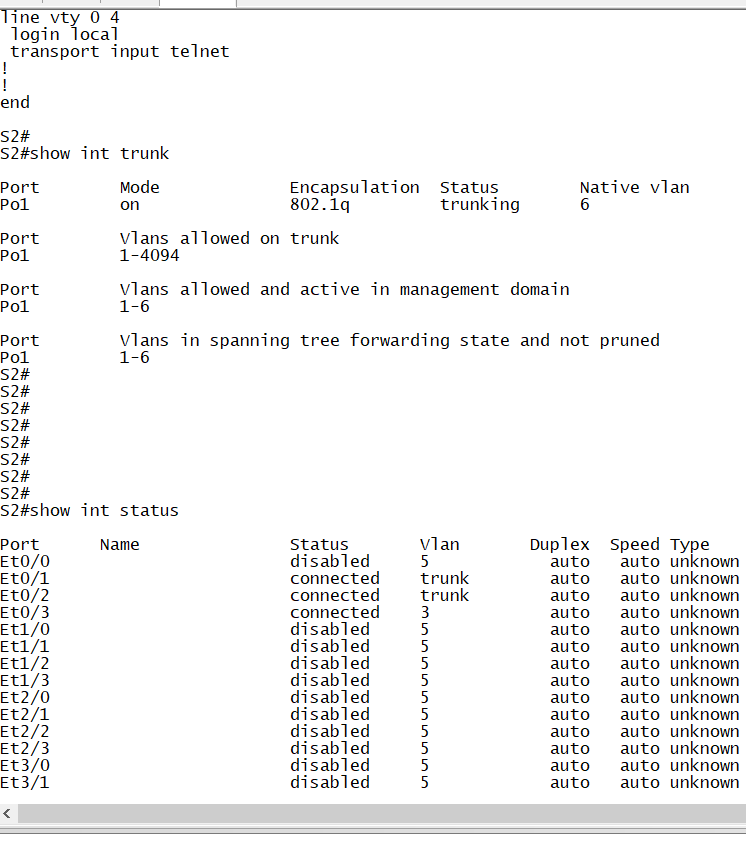 line vty 0 4
 login local
 transport input telnet
!
!
end
S2#
S2#show int trunk
Port        Mode             Encapsulation  Status        Native vlan
Po1         on               802.1q         trunking      6
Port        Vlans allowed on trunk
Po1         1-4094
Port        Vlans allowed and active in management domain
Po1         1-6
Port        Vlans in spanning tree forwarding state and not pruned
Po1         1-6
S2#
S2#
S2#
S2#
S2#
S2#
S2#
S2#
S2#show int status
Port      Name               Status       Vlan       Duplex  Speed Type
Et0/0                        disabled     5            auto   auto unknown
Et0/1                        connected    trunk        auto   auto unknown
Et0/2                        connected    trunk        auto   auto unknown
Et0/3                        connected    3            auto   auto unknown
Et1/0                        disabled     5            auto   auto unknown
Et1/1                        disabled     5            auto   auto unknown
Et1/2                        disabled     5            auto   auto unknown
Et1/3                        disabled     5            auto   auto unknown
Et2/0                        disabled     5            auto   auto unknown
Et2/1                        disabled     5            auto   auto unknown
Et2/2                        disabled     5            auto   auto unknown
Et2/3                        disabled     5            auto   auto unknown
Et3/0                        disabled     5            auto   auto unknown
Et3/1                        disabled     5            auto   auto unknown